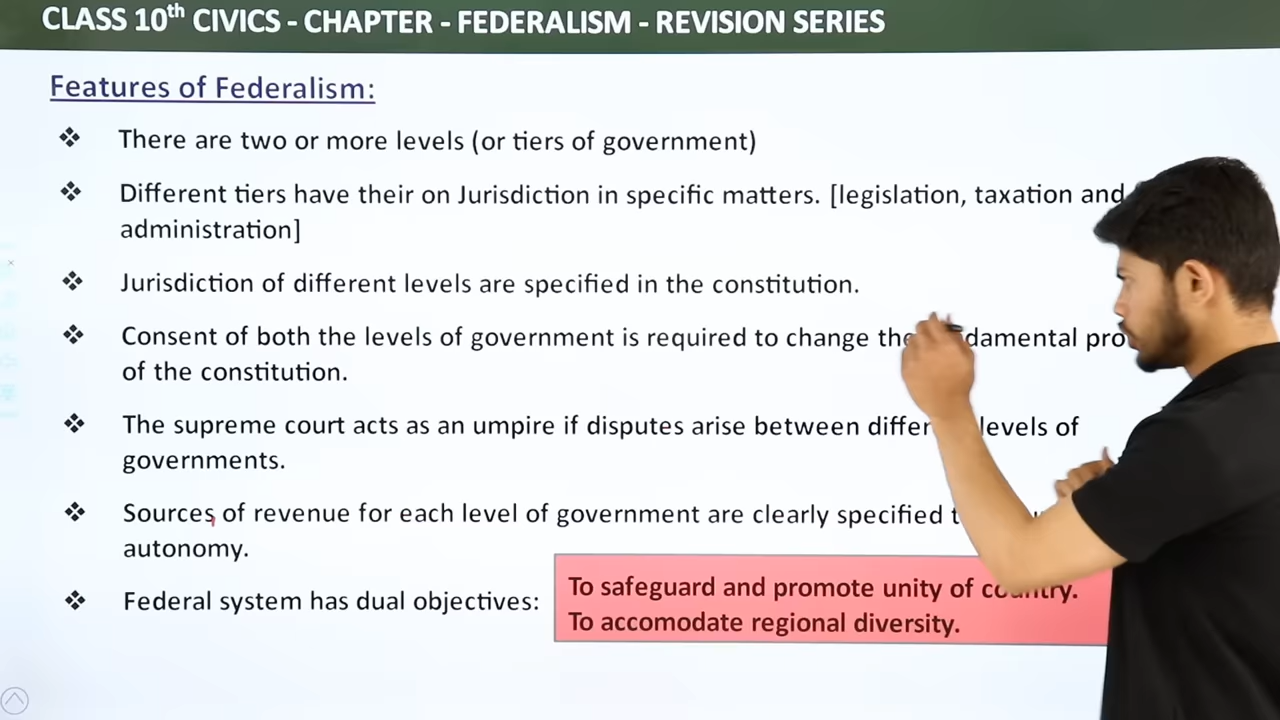 CLASS 10th CIVICS - CHAPTER - FEDERALISM - REVISION SERIES
Features of Federalism:
❖ There are two or more levels (or tiers of government)
❖ Different tiers have their on Jurisdiction in specific matters. [legislation, taxation and
administration]
❖ Jurisdiction of different levels are specified in the constitution.
❖ Consent of both the levels of government is required to change
of the constitution.
❖ The supreme court acts as an umpire if disputes arise between levels of
governments.
❖ Sources of revenue for each level of government are clearly specified
autonomy.
❖ Federal system has dual objectives:
To safeguard and promote unity of country.
To accomodate regional diversity.